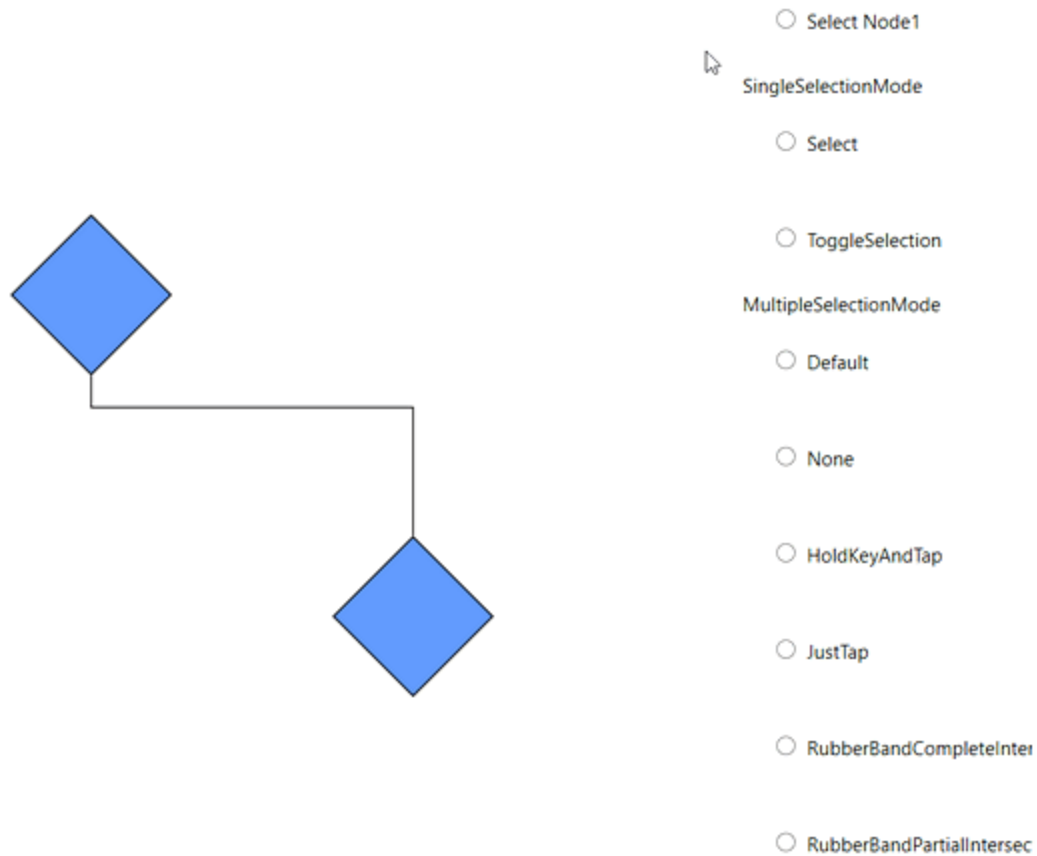 Select Node1
SingleSelectionMode
Select
ToggleSelection
MultipleSelectionMode
Default
None
HoldKeyAndTap
JustTap
RubberBandCompleteInter
RubberBandPartialIntersec